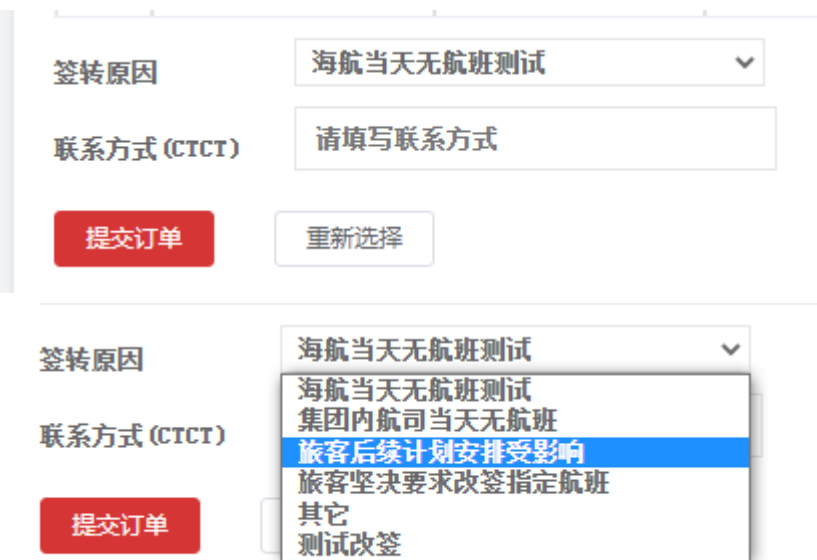 签转原因 海航当天无航班测试
联系方式(CTCT) 请填写联系方式
提交订单 重新选择
签转原因 海航当天无航班测试
海航当天无航班测试
集团内航司当天无航班
联系方式(CTCT)
旅客后续计划安排受影响
旅客坚决要求改签指定航班
提交订单
其它
测试改签